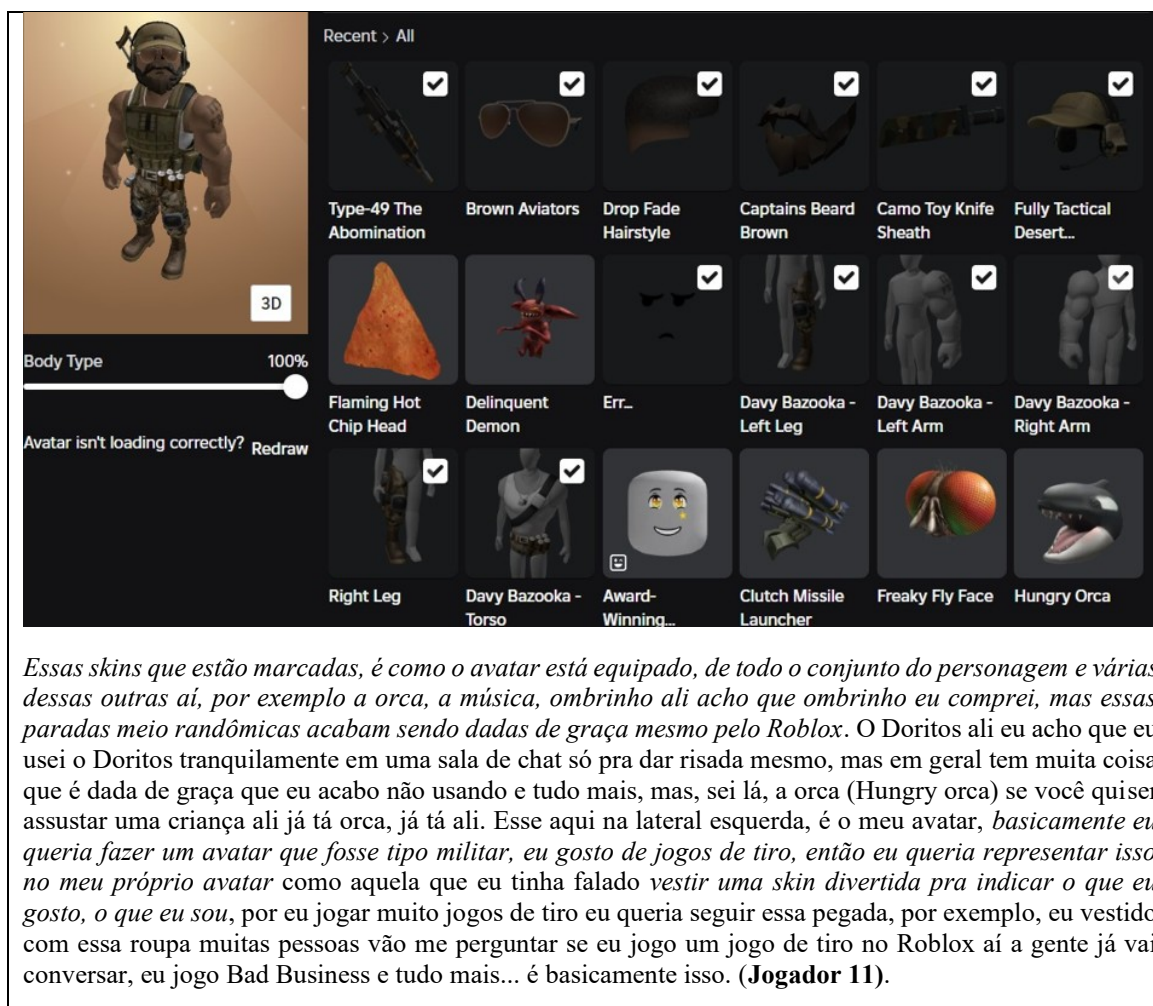 Recent > All
Type-49 The Abomination
Brown Aviators
Drop Fade Hairstyle
Captains Beard Brown
Camo Toy Knife Sheath
Fully Tactical Desert...
3D
Body Type 100%
Flaming Hot Chip Head
Delinquent Demon
Err...
Davy Bazooka - Left Leg
Davy Bazooka - Left Arm
Davy Bazooka - Right Arm
Avatar isn't loading correctly? Redraw
Right Leg
Davy Bazooka - Torso
Award-Winning...
Clutch Missile Launcher
Freaky Fly Face
Hungry Orca
Essas skins que estão marcadas, é como o avatar está equipado, de todo o conjunto do personagem e várias
dessas outras aí, por exemplo a orca, a música, ombrinho ali acho que ombrinho eu comprei, mas essas
paradas meio randômicas acabam sendo dadas de graça mesmo pelo Roblox. O Doritos ali eu acho que eu
usei o Doritos tranquilamente em uma sala de chat só pra dar risada mesmo, mas em geral tem muita coisa
que é dada de graça que eu acabo não usando e tudo mais, mas, sei lá, a orca (Hungry orca) se você quiser
assustar uma criança ali já tá orca, já tá ali. Esse aqui na lateral esquerda, é o meu avatar, basicamente eu
queria fazer um avatar que fosse tipo militar, eu gosto de jogos de tiro, então eu queria representar isso
no meu próprio avatar como aquela que eu tinha falado vestir uma skin divertida pra indicar o que eu
gosto, o que eu sou, por eu jogar muito jogos de tiro eu queria seguir essa pegada, por exemplo, eu vestido
com essa roupa muitas pessoas vão me perguntar se eu jogo um jogo de tiro no Roblox aí a gente já vai
conversar, eu jogo Bad Business e tudo mais... é basicamente isso. (Jogador 11).